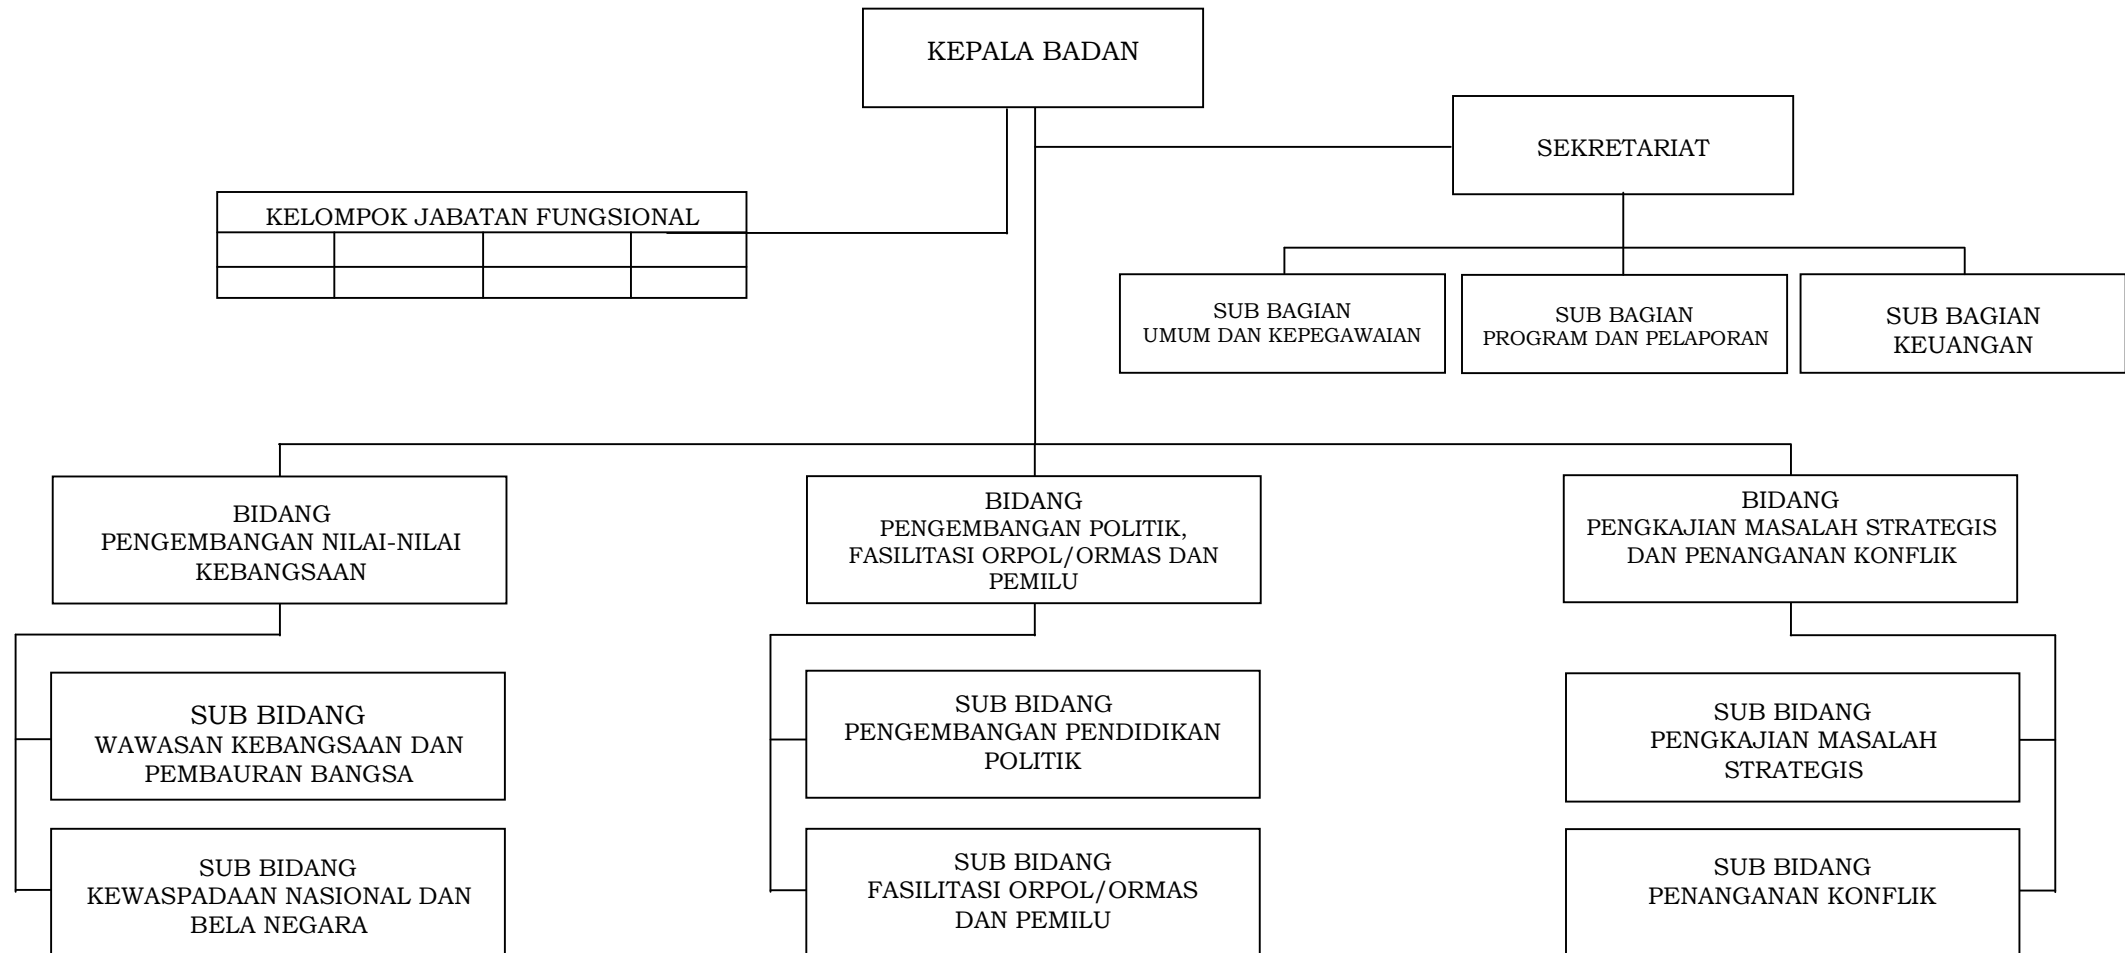 KEPALA BADAN
SEKRETARIAT
KELOMPOK JABATAN FUNGSIONAL
SUB BAGIAN
UMUM DAN KEPEGAWAIAN
SUB BAGIAN
PROGRAM DAN PELAPORAN
SUB BAGIAN
KEUANGAN
BIDANG
PENGEMBANGAN NILAI-NILAI
KEBANGSAAN
BIDANG
PENGEMBANGAN POLITIK,
FASILITASI ORPOL/ORMAS DAN
PEMILU
BIDANG
PENGKAJIAN MASALAH STRATEGIS
DAN PENANGANAN KONFLIK
SUB BIDANG
WAWASAN KEBANGSAAN DAN
PEMBAURAN BANGSA
SUB BIDANG
PENGEMBANGAN PENDIDIKAN
POLITIK
SUB BIDANG
PENGKAJIAN MASALAH
STRATEGIS
SUB BIDANG
KEWASPADAAN NASIONAL DAN
BELA NEGARA
SUB BIDANG
FASILITASI ORPOL/ORMAS
DAN PEMILU
SUB BIDANG
PENANGANAN KONFLIK